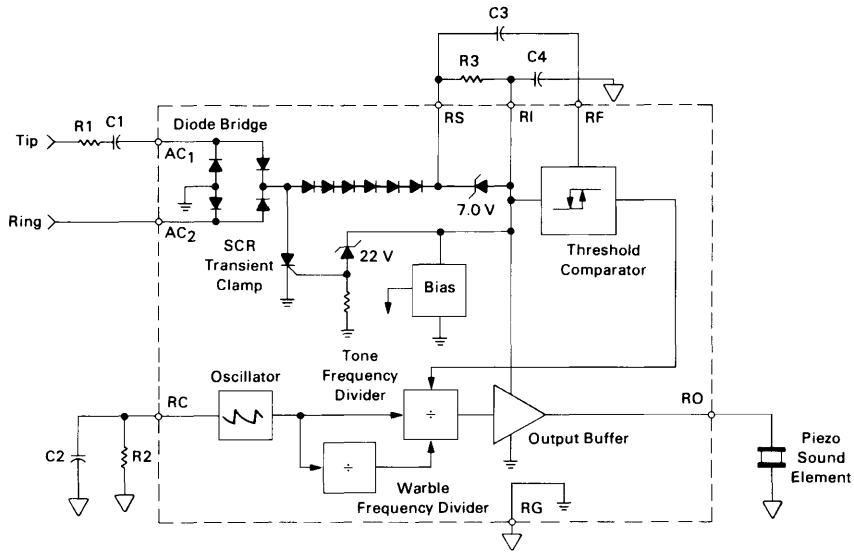 C3
R3
C4
RS
RI
RF
R1
C1
Diode Bridge
Tip
AC1
7.0 V
Ring
AC2
SCR
Transient
Clamp
22 V
Threshold
Comparator
Bias
Tone
Frequency
Divider
Oscillator
RC
÷
RO
Output Buffer
C2
R2
÷
Warble
Frequency Divider
Piezo
Sound
Element
RG